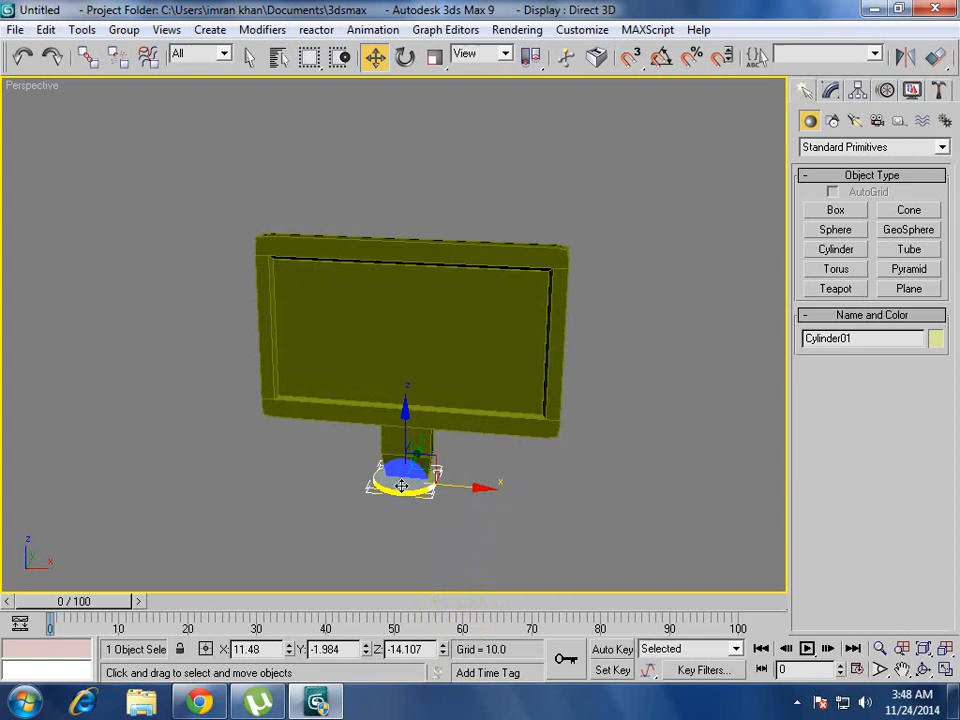 Untitled - Project Folder: C:\Users\imran khan\Documents\3dsmax - Autodesk 3ds Max 9 - Display : Direct 3D
File Edit Tools Group Views Create Modifiers reactor Animation Graph Editors Rendering Customize MAXScript Help
All View
Perspective
Standard Primitives
- Object Type
AutoGrid
Box Cone
Sphere GeoSphere
Cylinder Tube
Torus Pyramid
Teapot Plane
- Name and Color
Cylinder01
z
x
z
y
x
< 0 / 100 >
0 10 20 30 40 50 60 70 80 90 100
1 Object Sele X: 11.48 Y: -1.984 Z: -14.107 Grid = 10.0 Auto Key Selected
Click and drag to select and move objects Add Time Tag Set Key Key Filters... 0
3:48 AM
11/24/2014